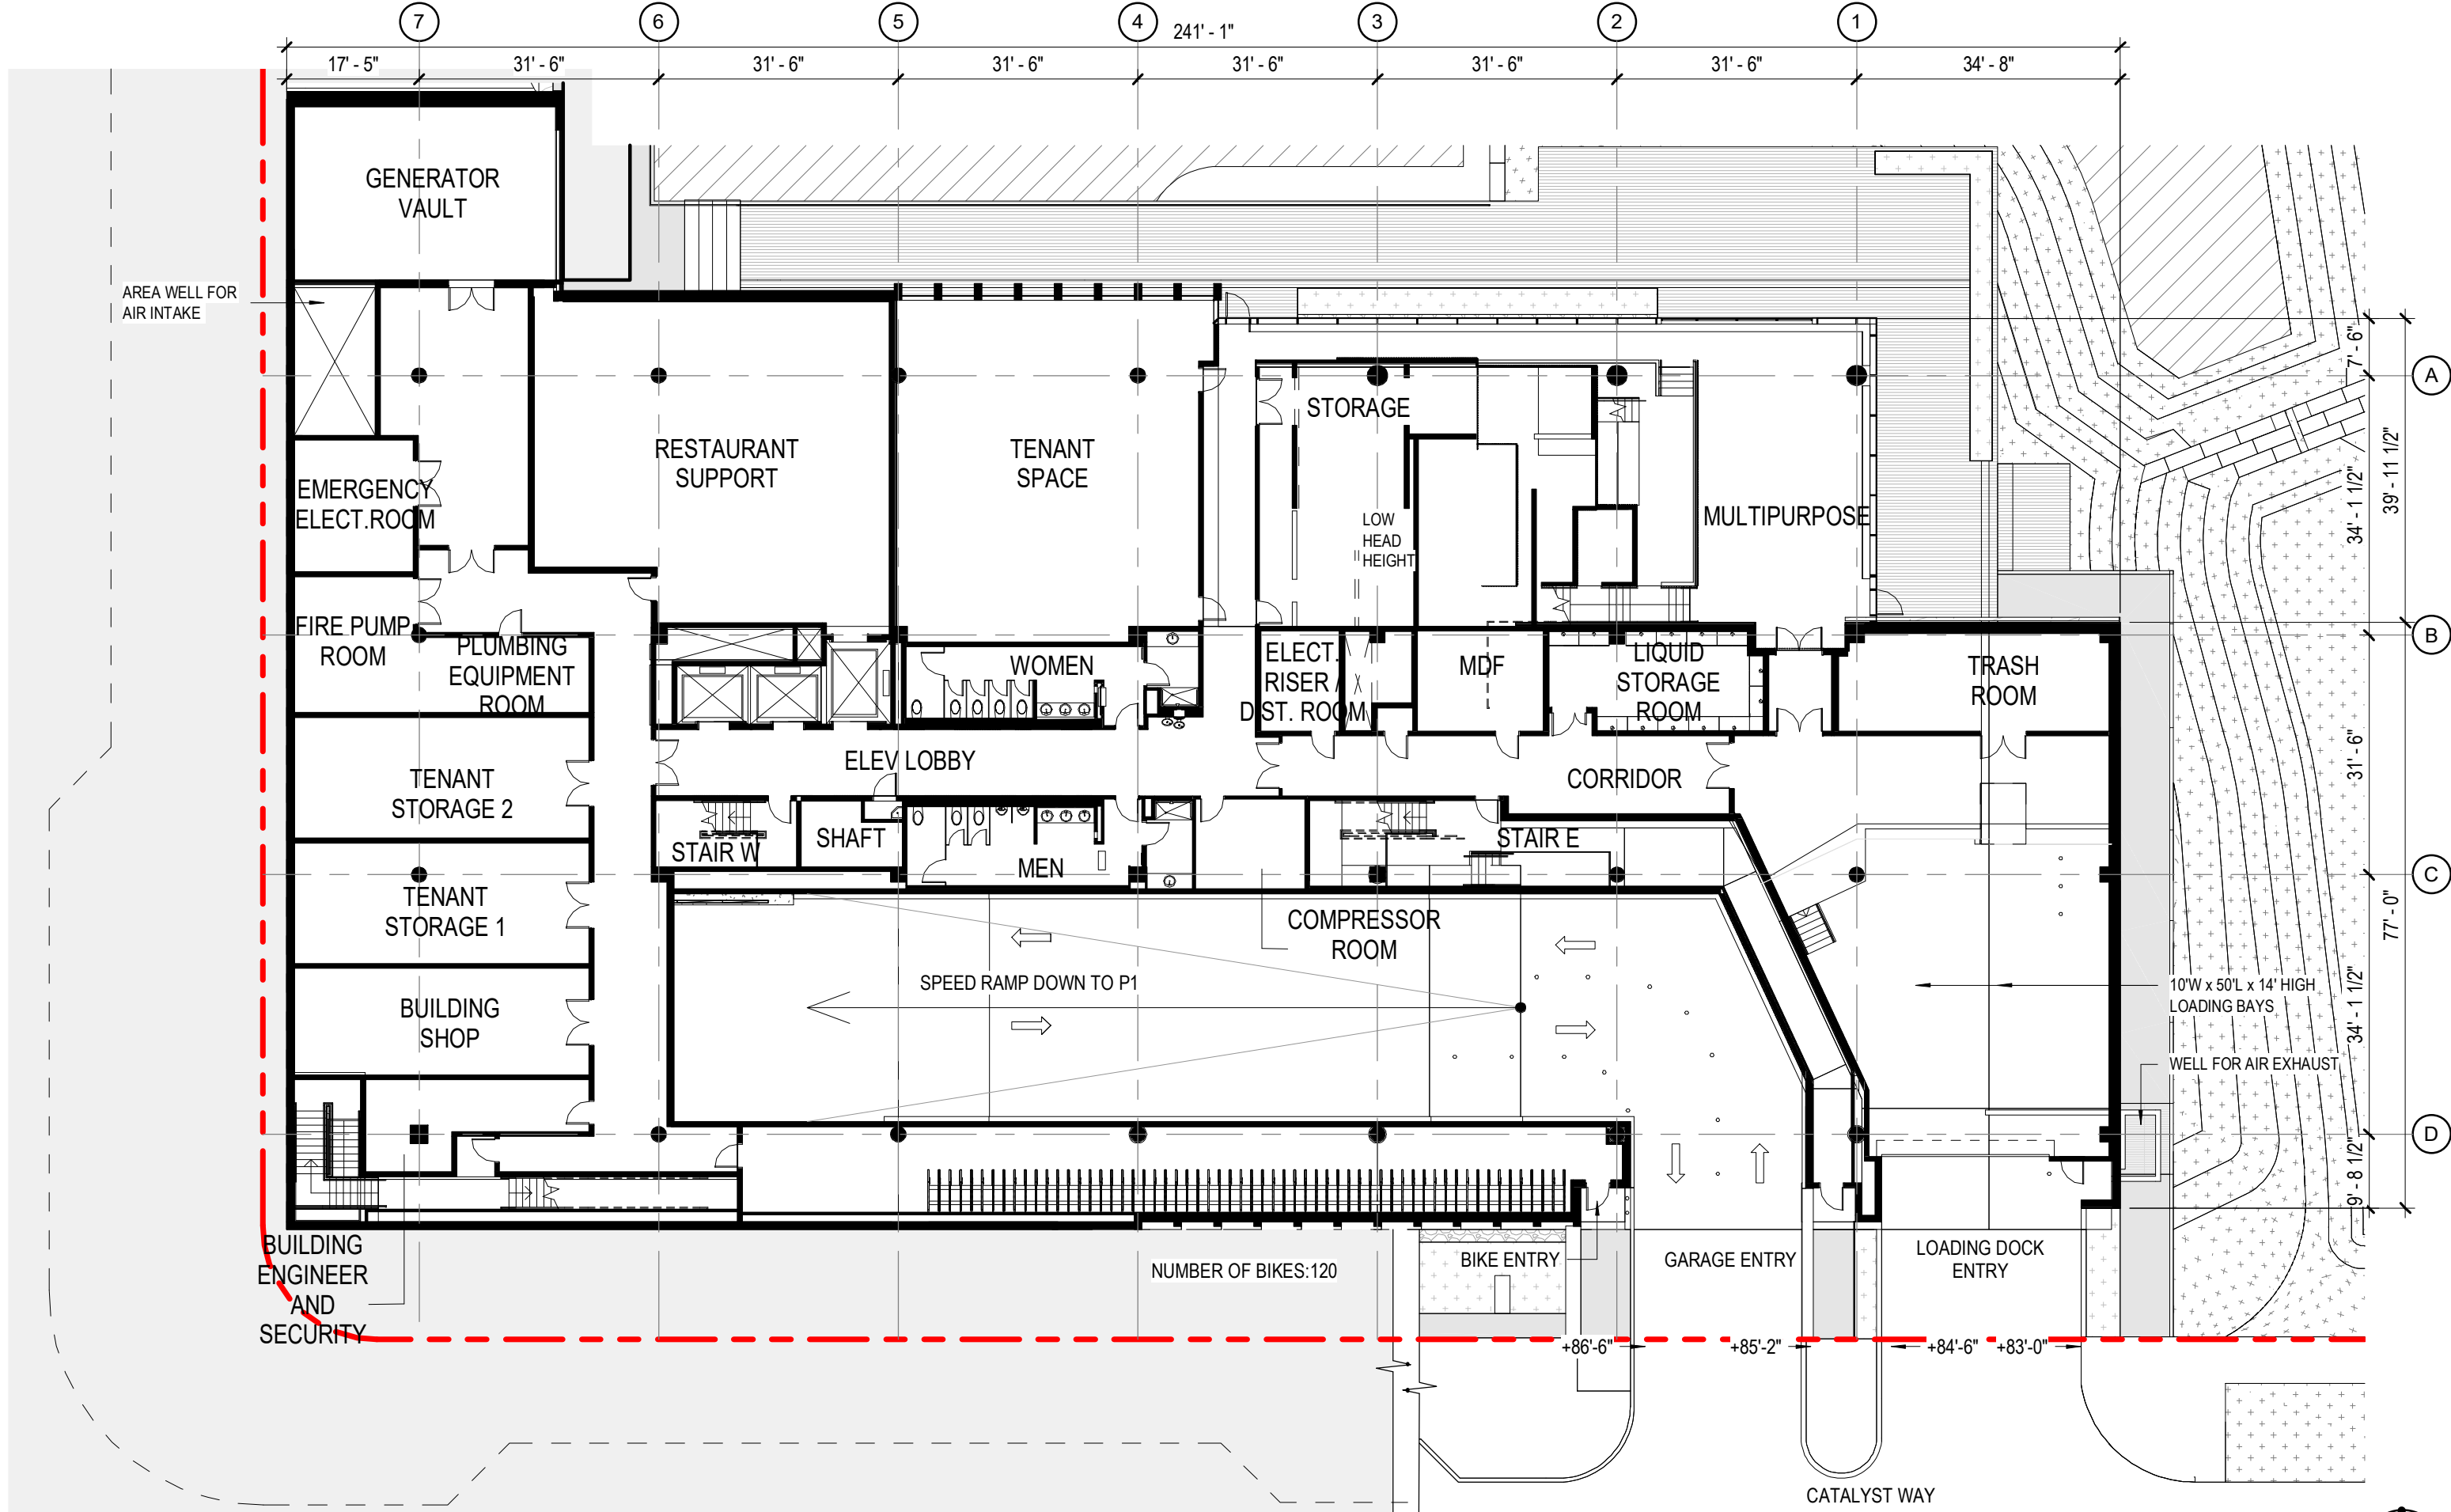 7
6
5
4
3
2
1
241' - 1"
17' - 5"
31' - 6"
31' - 6"
31' - 6"
31' - 6"
31' - 6"
31' - 6"
34' - 8"
GENERATOR
VAULT
AREA WELL FOR
AIR INTAKE
7' - 6"
A
STORAGE
RESTAURANT
SUPPORT
TENANT
SPACE
39' - 11 1/2"
34' - 1 1/2"
EMERGENCY
ELECT.ROOM
MULTIPURPOSE
LOW
HEAD
HEIGHT
FIRE PUMP
ROOM
PLUMBING
EQUIPMENT
ROOM
WOMEN
ELECT.
RISER /
DIST. ROOM
MDF
LIQUID
STORAGE
ROOM
TRASH
ROOM
B
TENANT
STORAGE 2
ELEV LOBBY
CORRIDOR
31' - 6"
STAIR W
SHAFT
MEN
STAIR E
C
TENANT
STORAGE 1
COMPRESSOR
ROOM
77' - 0"
SPEED RAMP DOWN TO P1
10'W x 50'L x 14' HIGH
LOADING BAYS
34' - 1 1/2"
BUILDING
SHOP
WELL FOR AIR EXHAUST
D
9' - 8 1/2"
BUILDING
ENGINEER
AND
SECURITY
NUMBER OF BIKES:120
BIKE ENTRY
GARAGE ENTRY
LOADING DOCK
ENTRY
+86'-6"
+85'-2"
+84'-6"
+83'-0"
CATALYST WAY